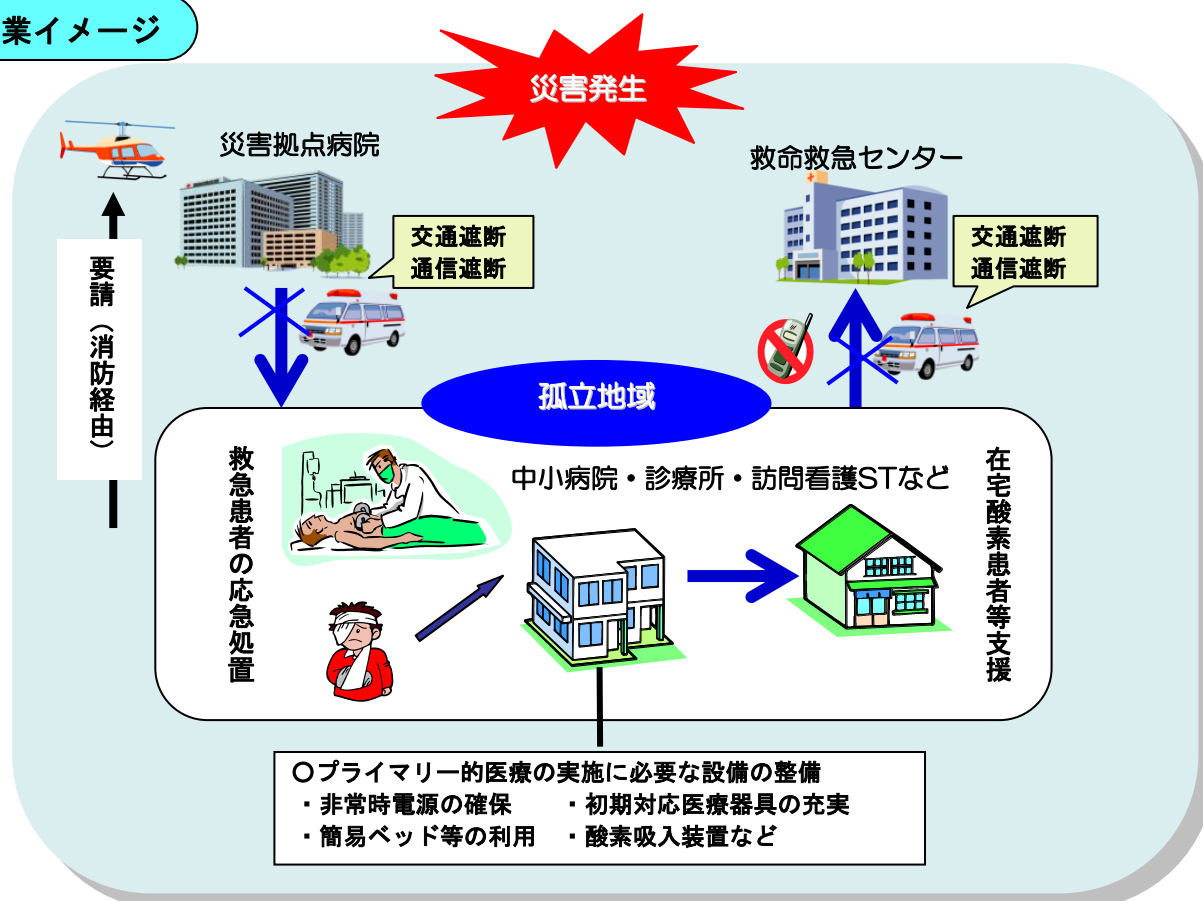 業イメージ
災害発生
災害拠点病院
救命救急センター
交通遮断
通信遮断
交通遮断
通信遮断
要請（消防経由）
孤立地域
救急患者の応急処置
中小病院・診療所・訪問看護STなど
在宅酸素患者等支援
○プライマリー的医療の実施に必要な設備の整備
・非常時電源の確保　・初期対応医療器具の充実
・簡易ベッド等の利用　・酸素吸入装置など